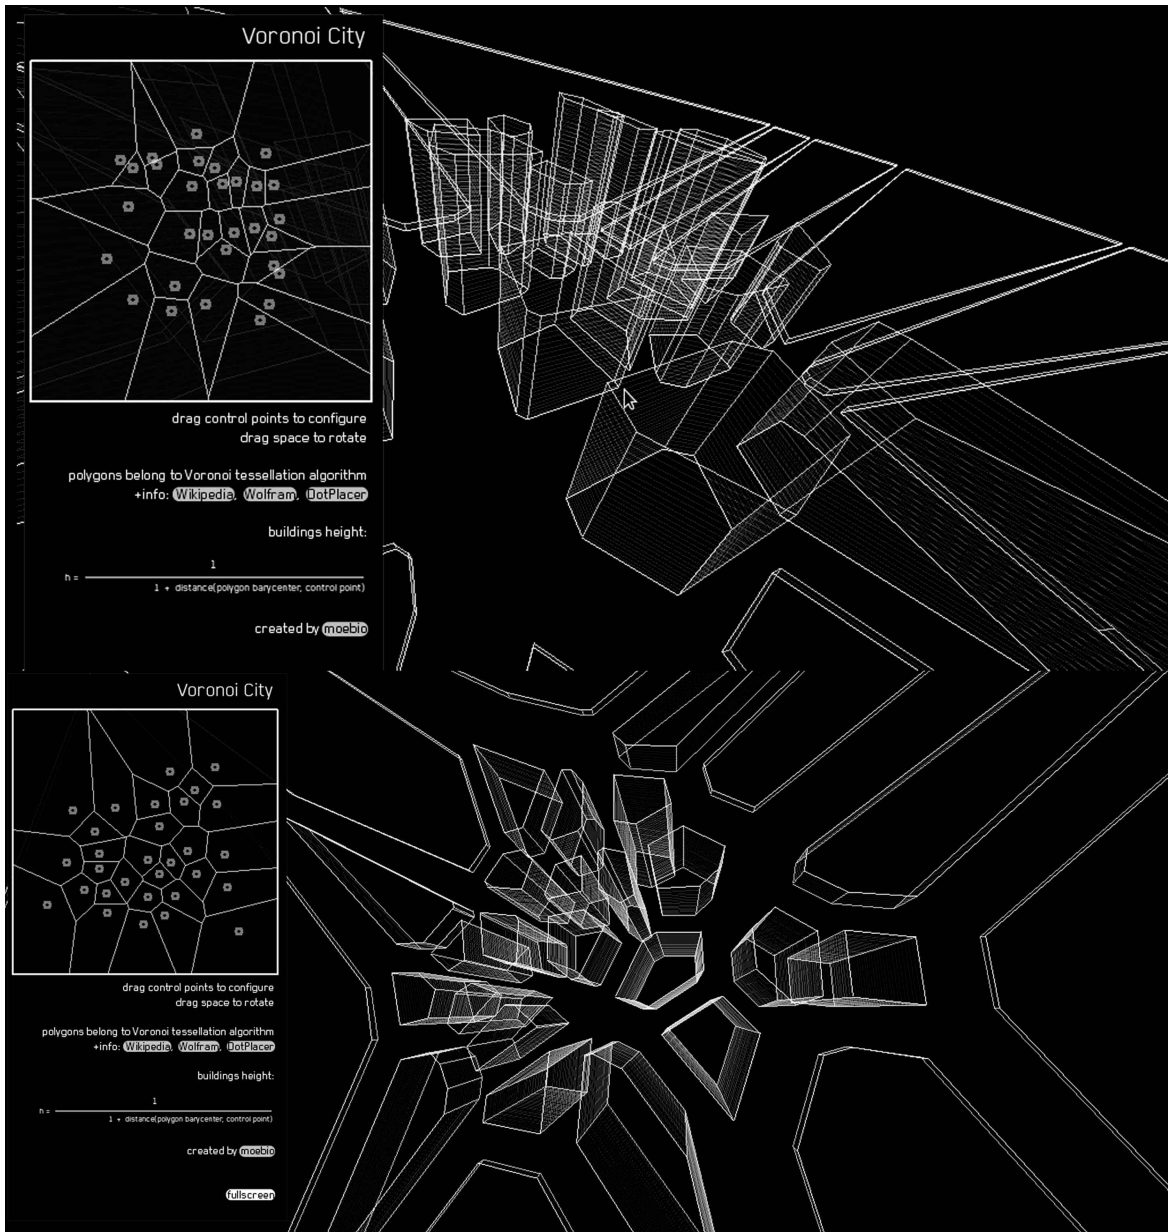 Voronoi City
drag control points to configure
drag space to rotate
polygons belong to Voronoi tessellation algorithm
+info: Wikipedia, Wolfram, DotPlacer
buildings height:
1
h =
1 + distance(polygon barycenter, control point)
created by moebio
Voronoi City
drag control points to configure
drag space to rotate
polygons belong to Voronoi tessellation algorithm
+info: Wikipedia, Wolfram, DotPlacer
buildings height:
1
h =
1 + distance(polygon barycenter, control point)
created by moebio
fullscreen